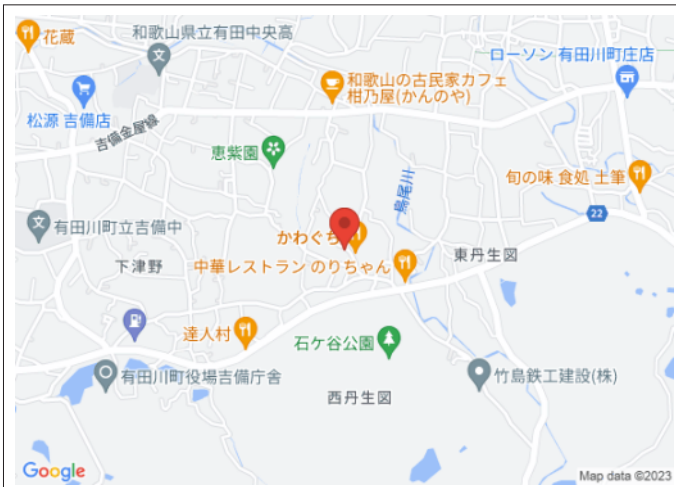 花蔵
和歌山県立有田中央高
ローソン 有田川町庄店
和歌山の古民家カフェ
柑乃屋(かんのや)
松源 吉備店
吉備金屋線
恵紫園
鳥尾川
旬の味 食処 土筆
22
有田川町立吉備中
かわぐち
東丹生図
下津野
中華レストラン のりちゃん
達人村
石ケ谷公園
有田川町役場吉備庁舎
竹島鉄工建設(株)
西丹生図
Google
Map data ©2023